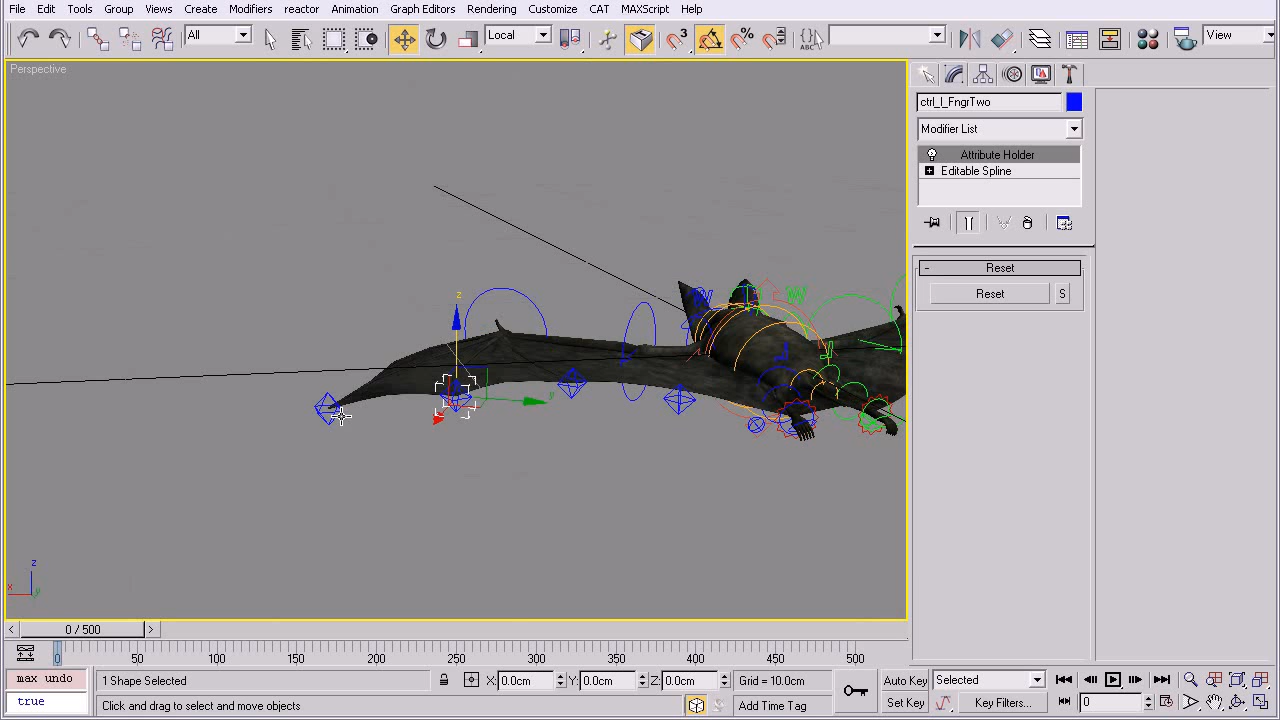 File Edit Tools Group Views Create Modifiers reactor Animation Graph Editors Rendering Customize CAT MAXScript Help
All Local 3 % ABC View
Perspective
ctrl_l_FngrTwo
Modifier List
Attribute Holder
Editable Spline
Reset
Reset S
z
y
z
x y
< 0 / 500 >
0 50 100 150 200 250 300 350 400 450 500
max undo 1 Shape Selected X: 0.0cm Y: 0.0cm Z: 0.0cm Grid = 10.0cm Auto Key Selected
true Click and drag to select and move objects Add Time Tag Set Key Key Filters... 0